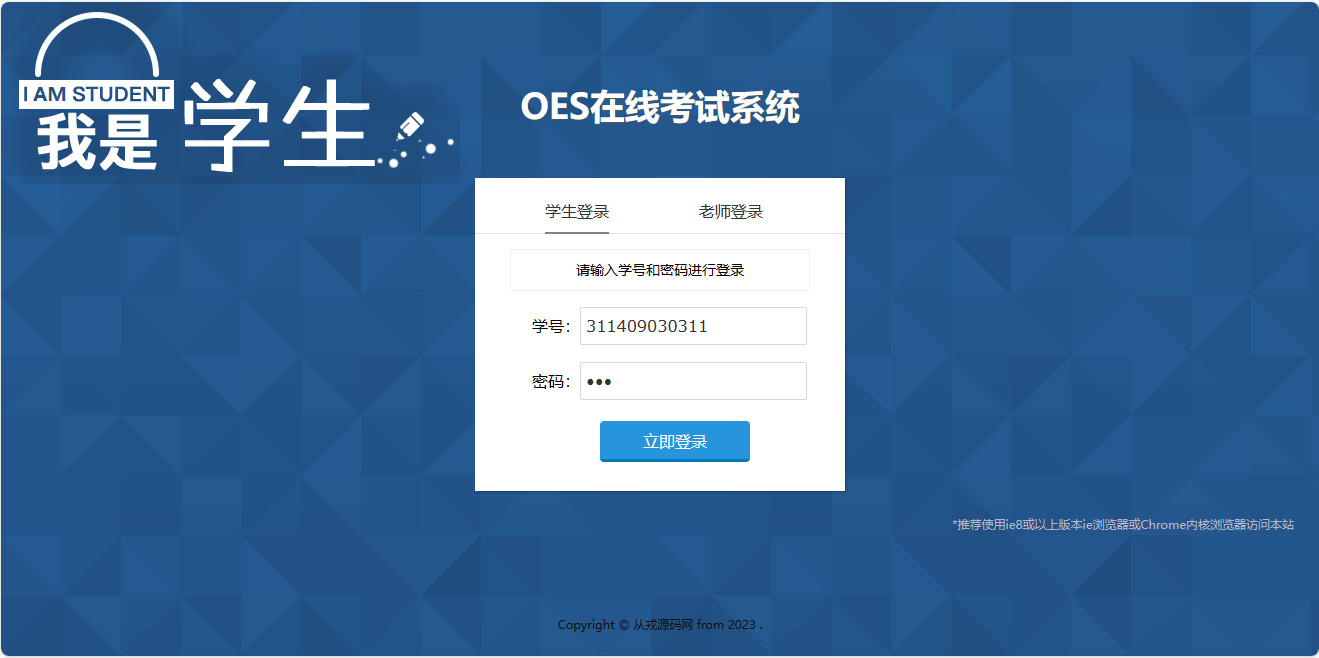 I AM STUDENT
我是学生
OES在线考试系统
学生登录 老师登录
请输入学号和密码进行登录
学号： 311409030311
密码： •••
立即登录
*推荐使用ie8或以上版本ie浏览器或Chrome内核浏览器访问本站
Copyright © 从戎源码网 from 2023 .